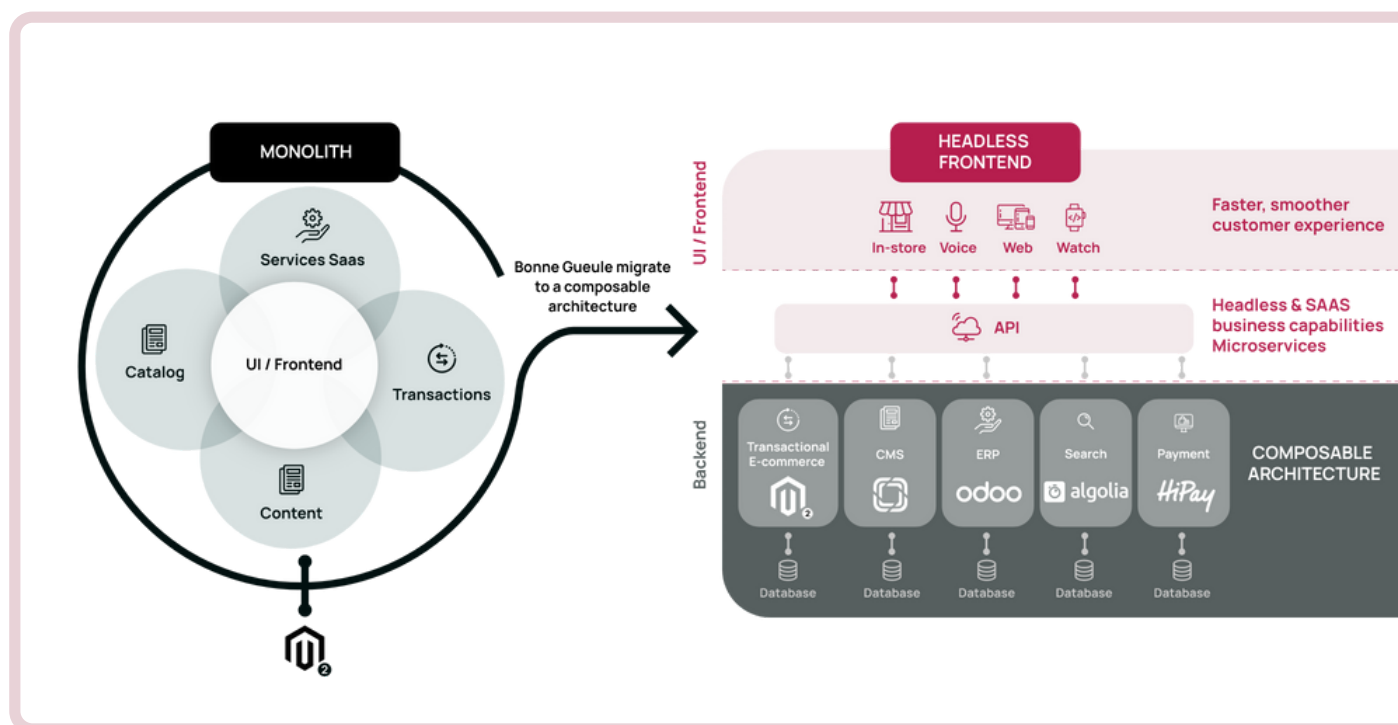 MONOLITH
Services Saas
Catalog
UI / Frontend
Transactions
Content
2
Bonne Gueule migrate
to a composable
architecture
UI / Frontend
HEADLESS
FRONTEND
In-store
Voice
Web
Watch
Faster, smoother
customer experience
API
Headless & SAAS
business capabilities
Microservices
Backend
Transactional
E-commerce
2
CMS
ERP
odoo
Search
algolia
Payment
HiPay
COMPOSABLE
ARCHITECTURE
Database
Database
Database
Database
Database